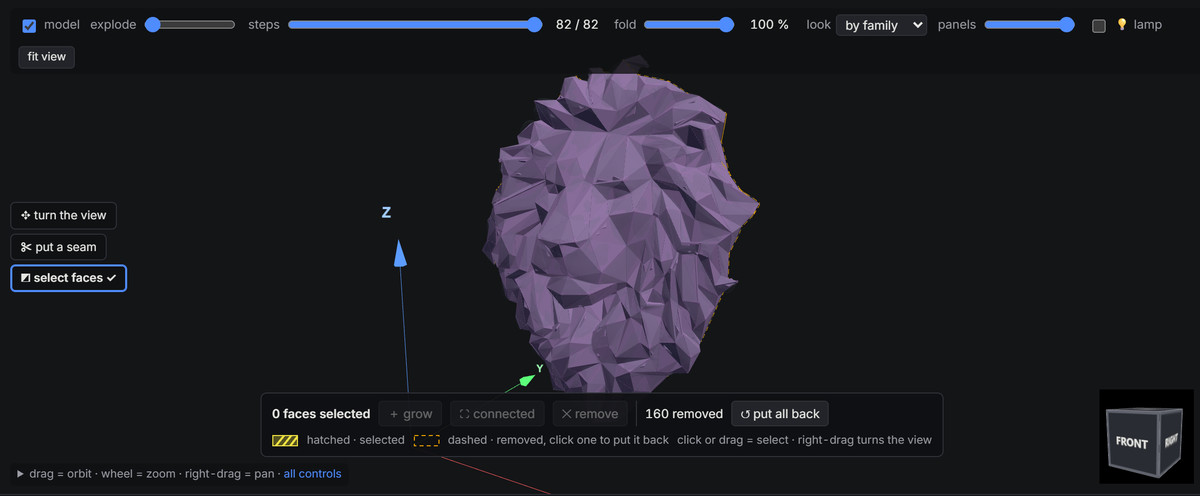 model explode steps 82 / 82 fold 100 % look by family panels 💡 lamp
fit view
Z
✣ turn the view
✂ put a seam
◩ select faces ✓
Y
0 faces selected + grow ⛶ connected ✕ remove 160 removed ↺ put all back
hatched · selected dashed · removed, click one to put it back click or drag = select · right-drag turns the view
FRONT RIGHT
▶ drag = orbit · wheel = zoom · right-drag = pan · all controls